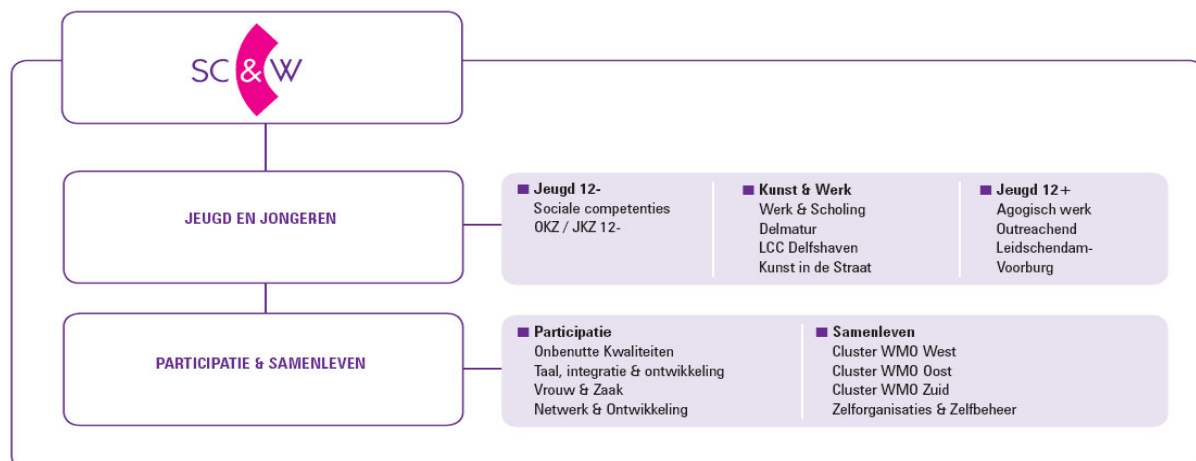 SC & W
JEUGD EN JONGEREN
Jeugd 12-
Sociale competenties
OKZ / JKZ 12-
Kunst & Werk
Werk & Scholing
Delmatur
LCC Delfshaven
Kunst in de Straat
Jeugd 12+
Agogisch werk
Outreachend
Leidschendam-
Voorburg
PARTICIPATIE & SAMENLEVEN
Participatie
Onbenutte Kwaliteiten
Taal, integratie & ontwikkeling
Vrouw & Zaak
Netwerk & Ontwikkeling
Samenleven
Cluster WMO West
Cluster WMO Oost
Cluster WMO Zuid
Zelforganisaties & Zelfbeheer